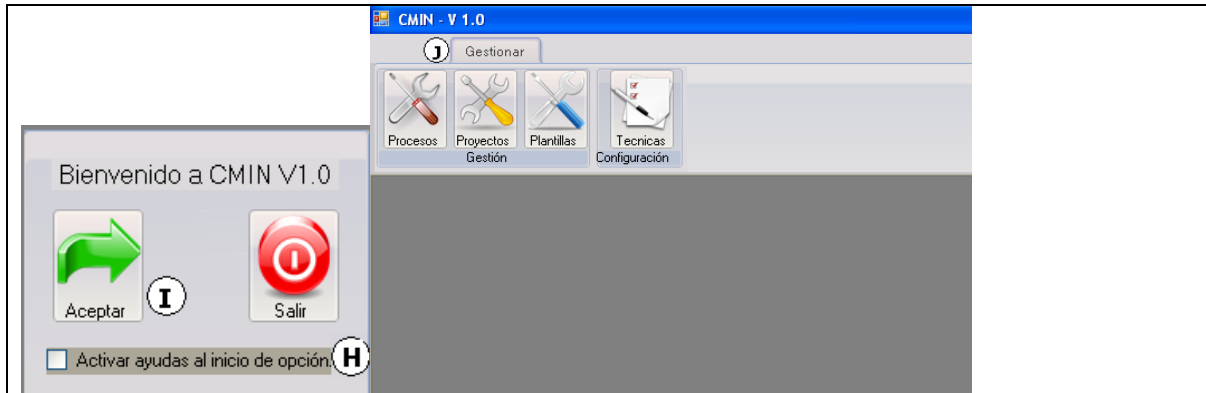 CMIN - V 1.0
J Gestionar
Procesos Proyectos Plantillas Tecnicas
Gestión Configuración
Bienvenido a CMIN V1.0
Aceptar I Salir
Activar ayudas al inicio de opción. H